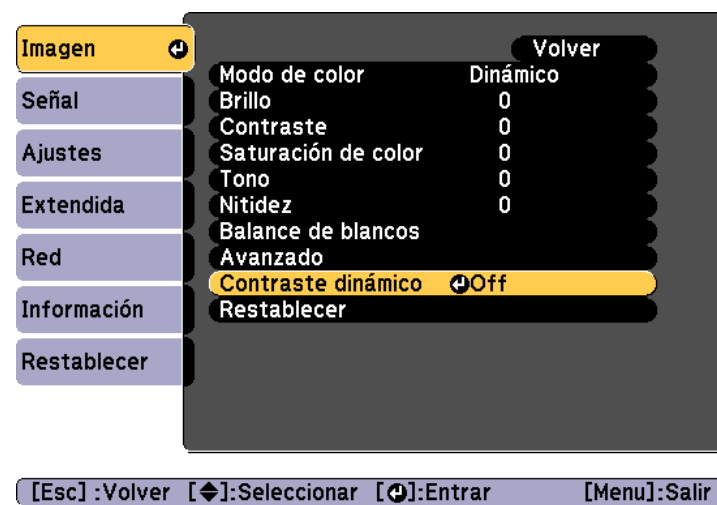 Imagen
Señal
Ajustes
Extendida
Red
Información
Restablecer
Volver
Modo de color Dinámico
Brillo 0
Contraste 0
Saturación de color 0
Tono 0
Nitidez 0
Balance de blancos
Avanzado
Contraste dinámico Off
Restablecer
[Esc] :Volver [◆]:Seleccionar [⏎]:Entrar [Menu]:Salir